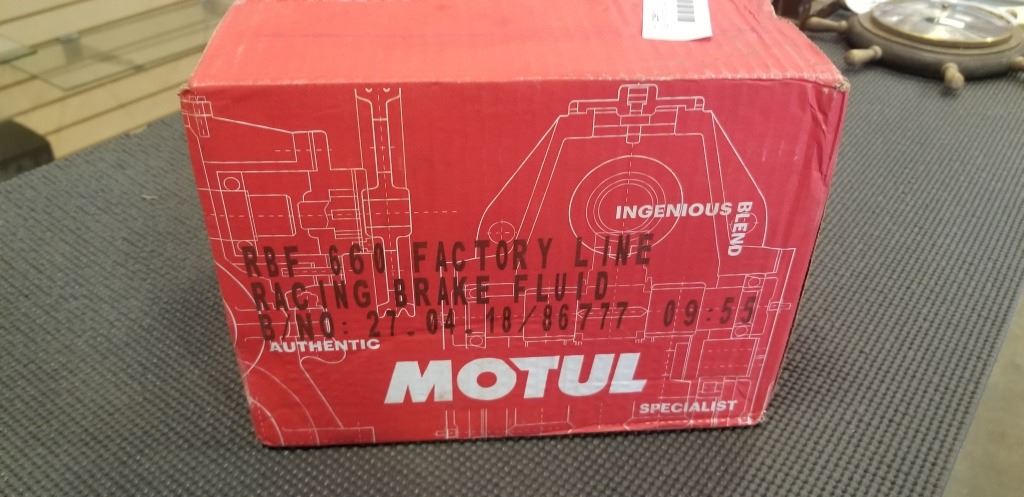 INGENIOUS
BLEND
RBF 660 FACTORY LINE
RACING BRAKE FLUID
B/NO: 27.04.18/86777 09:55
AUTHENTIC
MOTUL
SPECIALIST